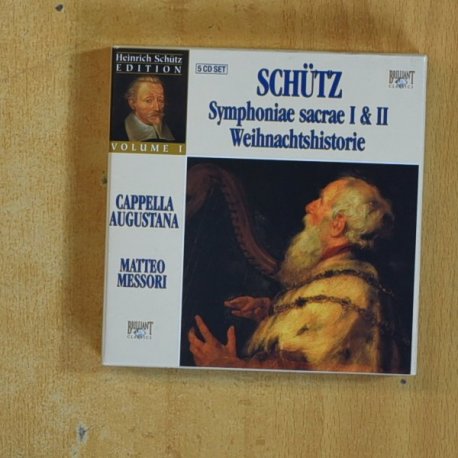 Heinrich Schütz
EDITION
VOLUME I
5 CD SET
BRILLIANT
CLASSICS
SCHÜTZ
Symphoniae sacrae I & II
Weihnachtshistorie
CAPPELLA
AUGUSTANA
MATTEO
MESSORI
BRILLIANT
CLASSICS